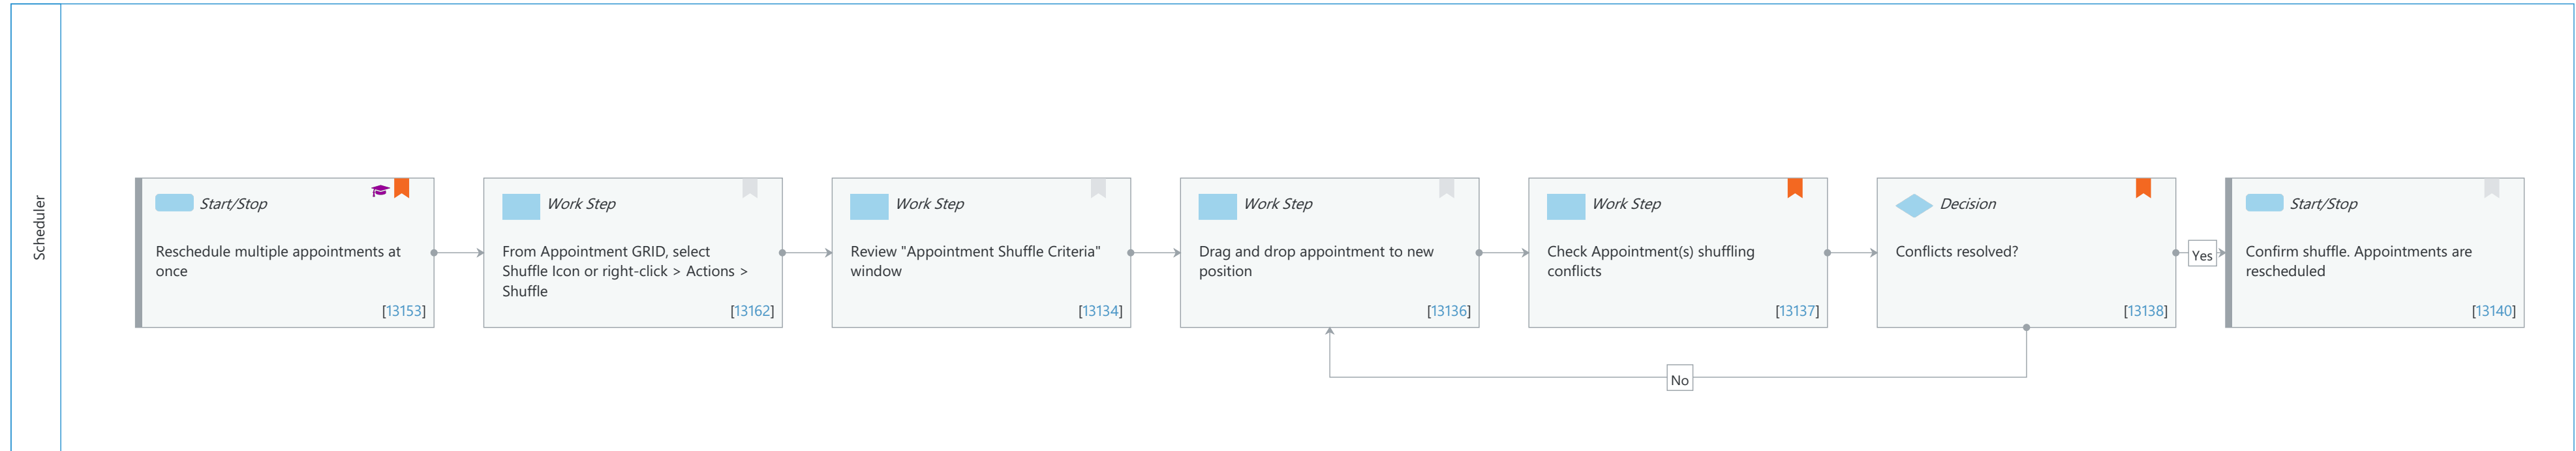 Scheduler
Start/Stop
Reschedule multiple appointments at
once
[13153]
Work Step
From Appointment GRID, select
Shuffle Icon or right-click > Actions >
Shuffle
[13162]
Work Step
Review "Appointment Shuffle Criteria"
window
[13134]
Work Step
Drag and drop appointment to new
position
[13136]
Work Step
Check Appointment(s) shuffling
conflicts
[13137]
Decision
Conflicts resolved?
[13138]
Yes
Start/Stop
Confirm shuffle. Appointments are
rescheduled
[13140]
No